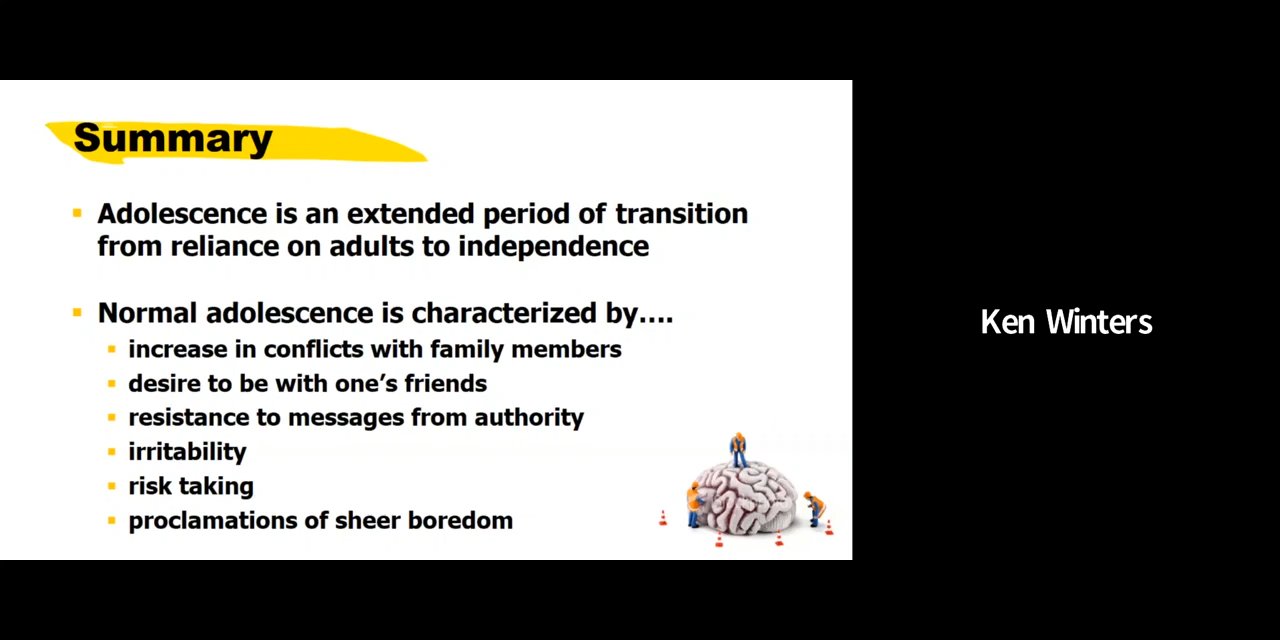 Summary
Adolescence is an extended period of transition
from reliance on adults to independence
Normal adolescence is characterized by....
increase in conflicts with family members
desire to be with one’s friends
resistance to messages from authority
irritability
risk taking
proclamations of sheer boredom
Ken Winters